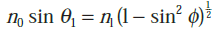 n₀ sin θ₁ = n₁(1 − sin² ϕ)^½